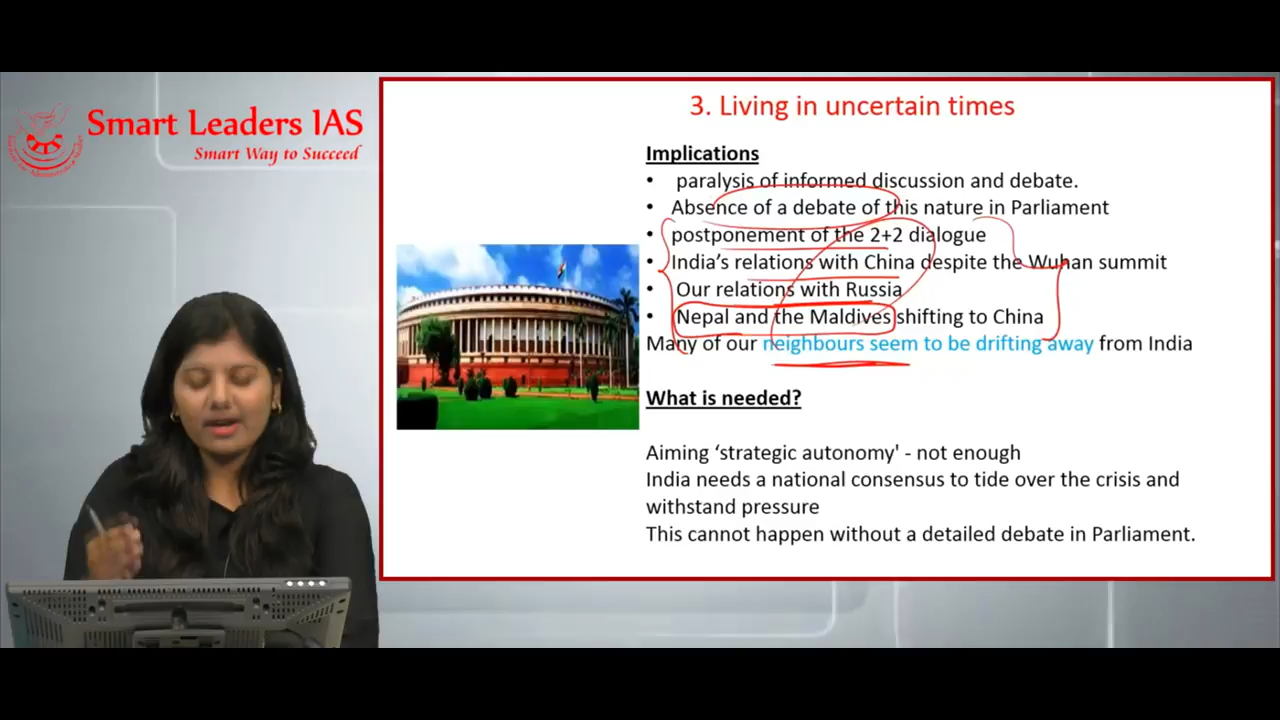 Smart Leaders IAS
Smart Way to Succeed
3. Living in uncertain times
Implications
• paralysis of informed discussion and debate.
• Absence of a debate of this nature in Parliament
• postponement of the 2+2 dialogue
• India's relations with China despite the Wuhan summit
• Our relations with Russia
• Nepal and the Maldives shifting to China
Many of our neighbours seem to be drifting away from India
What is needed?
Aiming ‘strategic autonomy' - not enough
India needs a national consensus to tide over the crisis and
withstand pressure
This cannot happen without a detailed debate in Parliament.